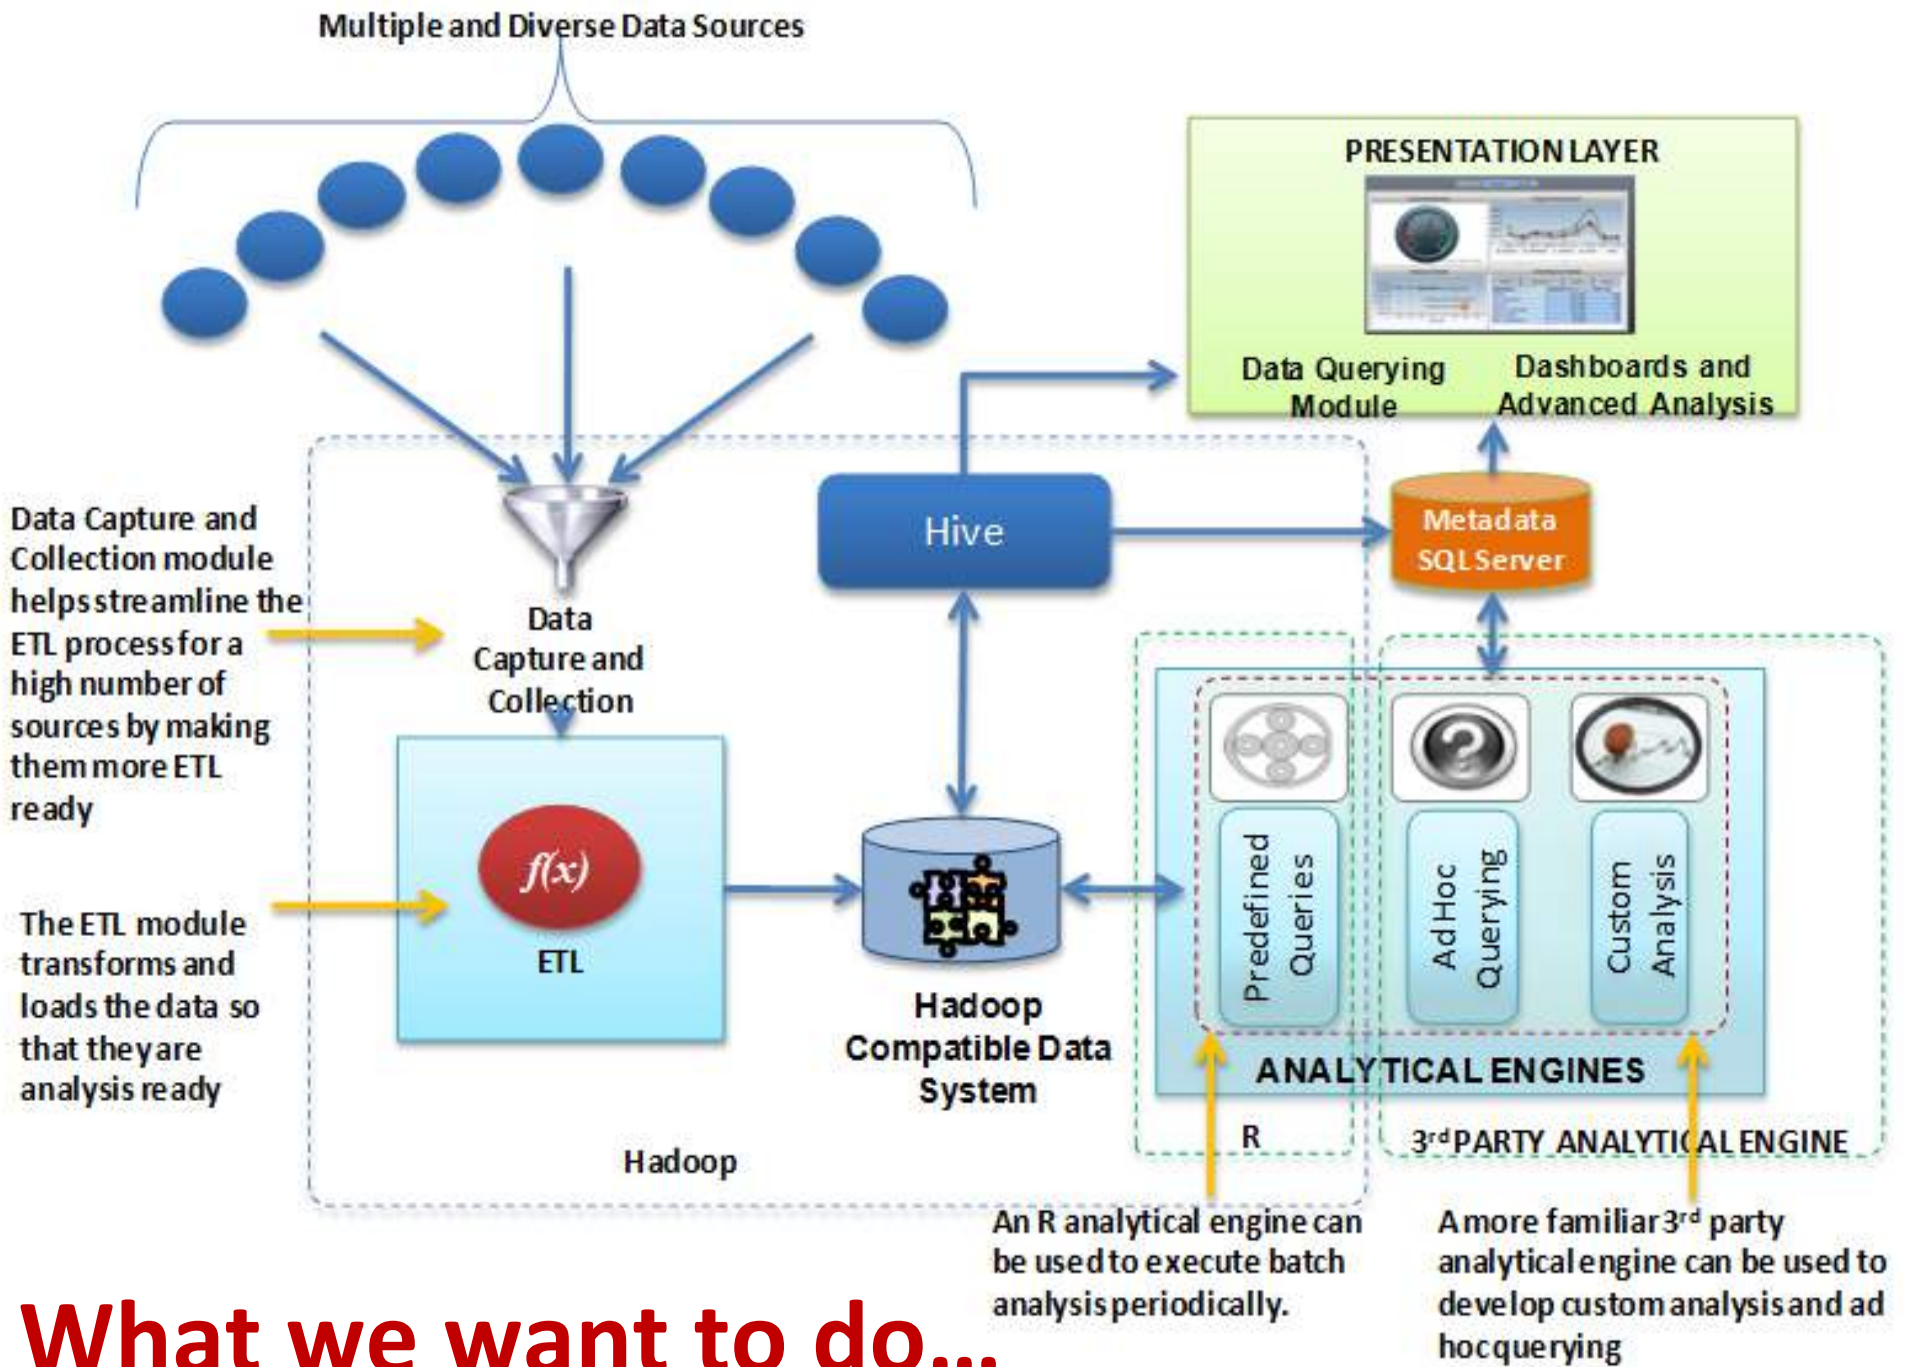 Multiple and Diverse Data Sources
PRESENTATION LAYER
Data Querying
Module
Dashboards and
Advanced Analysis
Data Capture and
Collection module
helps streamline the
ETL process for a
high number of
sources by making
them more ETL
ready
Data
Capture and
Collection
Hive
Metadata
SQL Server
The ETL module
transforms and
loads the data so
that they are
analysis ready
f(x)
ETL
Hadoop
Compatible Data
System
Predefined
Queries
?
Ad Hoc
Querying
Custom
Analysis
ANALYTICAL ENGINES
R
3rd PARTY ANALYTICAL ENGINE
Hadoop
An R analytical engine can
be used to execute batch
analysis periodically.
A more familiar 3rd party
analytical engine can be used to
develop custom analysis and ad
hoc querying
What we want to do...